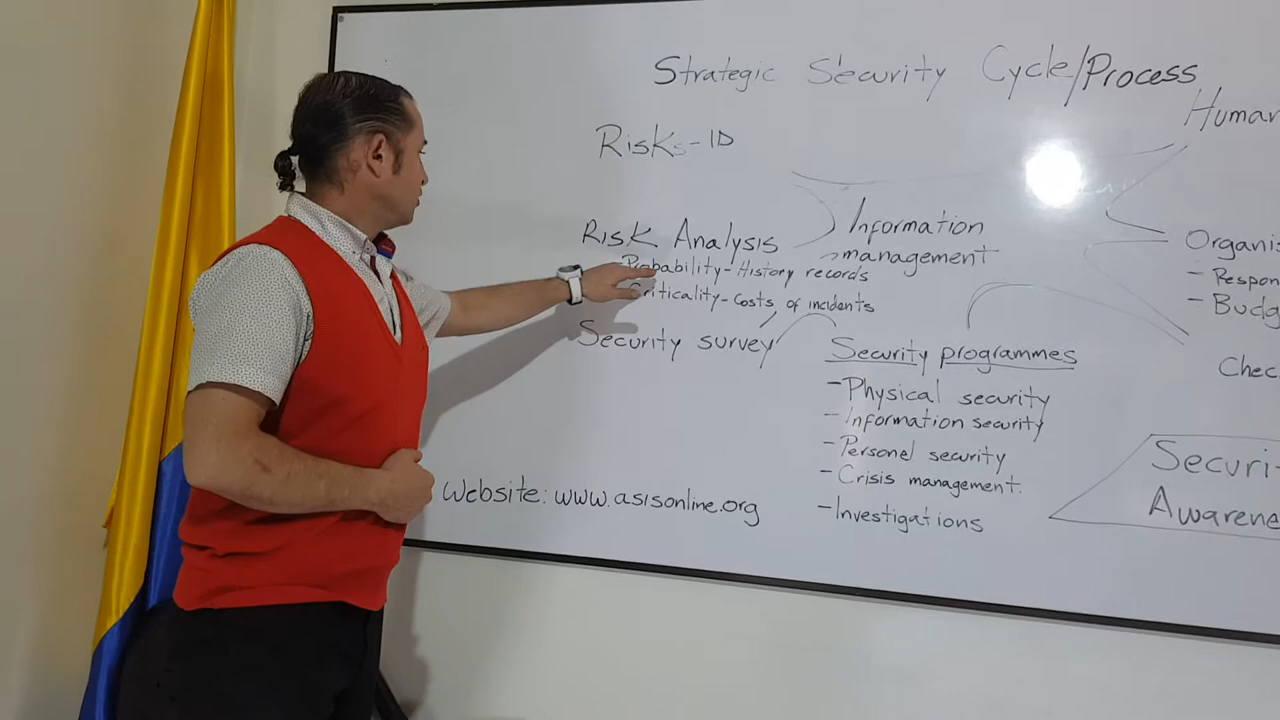 Strategic Security Cycle/Process
Human
Risks-ID
Information
management
Risk Analysis
Probability-History records
Criticality-Costs of incidents
Security survey
Organis
- Respon
- Budg
Chec
Security programmes
-Physical security
-Information security
-Personel security
-Crisis management.
-Investigations
Securi
Awarene
Website: www.asisonline.org